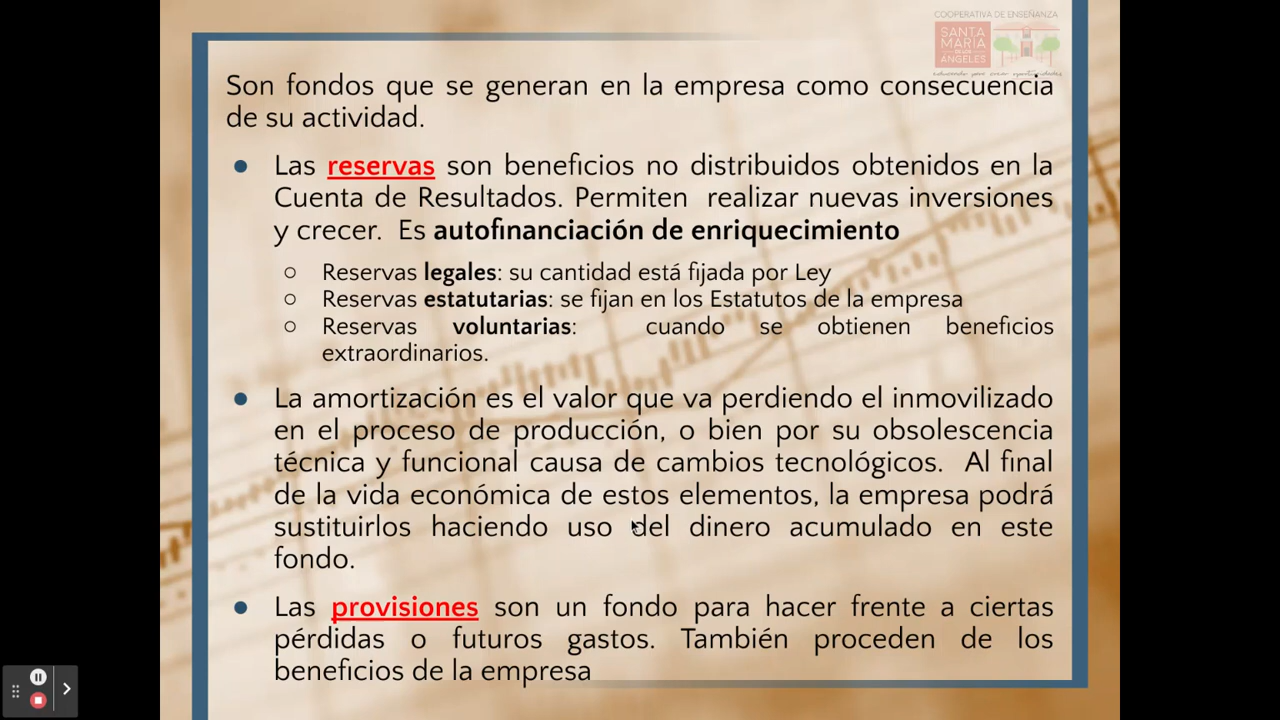 COOPERATIVA DE ENSEÑANZA
SANTA
MARÍA
DE LOS
ÁNGELES
educando para crear oportunidades
Son fondos que se generan en la empresa como consecuencia
de su actividad.
● Las reservas son beneficios no distribuidos obtenidos en la
Cuenta de Resultados. Permiten realizar nuevas inversiones
y crecer. Es autofinanciación de enriquecimiento
○ Reservas legales: su cantidad está fijada por Ley
○ Reservas estatutarias: se fijan en los Estatutos de la empresa
○ Reservas voluntarias: cuando se obtienen beneficios
extraordinarios.
● La amortización es el valor que va perdiendo el inmovilizado
en el proceso de producción, o bien por su obsolescencia
técnica y funcional causa de cambios tecnológicos. Al final
de la vida económica de estos elementos, la empresa podrá
sustituirlos haciendo uso del dinero acumulado en este
fondo.
● Las provisiones son un fondo para hacer frente a ciertas
pérdidas o futuros gastos. También proceden de los
beneficios de la empresa